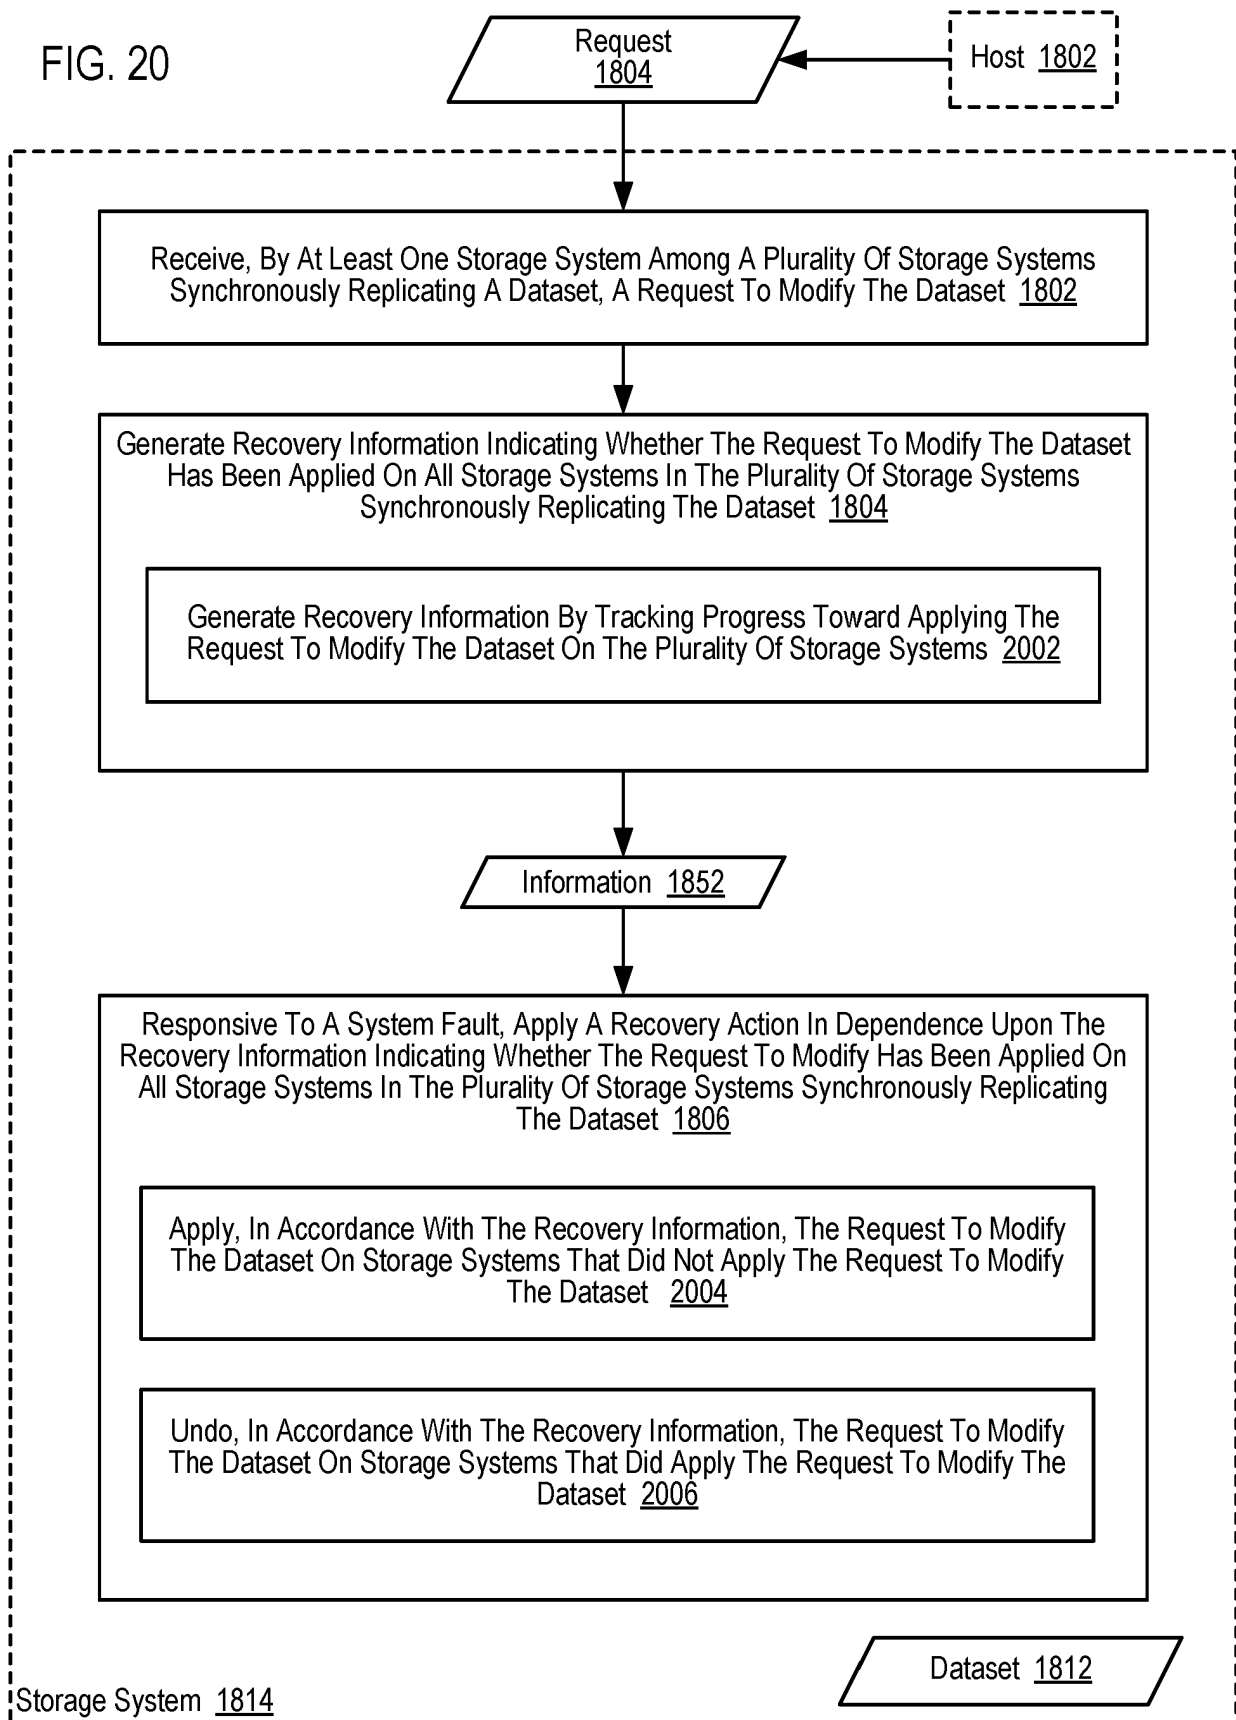 FIG. 20
Request
1804
Host 1802
Receive, By At Least One Storage System Among A Plurality Of Storage Systems
Synchronously Replicating A Dataset, A Request To Modify The Dataset 1802
Generate Recovery Information Indicating Whether The Request To Modify The Dataset
Has Been Applied On All Storage Systems In The Plurality Of Storage Systems
Synchronously Replicating The Dataset 1804
Generate Recovery Information By Tracking Progress Toward Applying The
Request To Modify The Dataset On The Plurality Of Storage Systems 2002
Information 1852
Responsive To A System Fault, Apply A Recovery Action In Dependence Upon The
Recovery Information Indicating Whether The Request To Modify Has Been Applied On
All Storage Systems In The Plurality Of Storage Systems Synchronously Replicating
The Dataset 1806
Apply, In Accordance With The Recovery Information, The Request To Modify
The Dataset On Storage Systems That Did Not Apply The Request To Modify
The Dataset 2004
Undo, In Accordance With The Recovery Information, The Request To Modify
The Dataset On Storage Systems That Did Apply The Request To Modify The
Dataset 2006
Dataset 1812
Storage System 1814